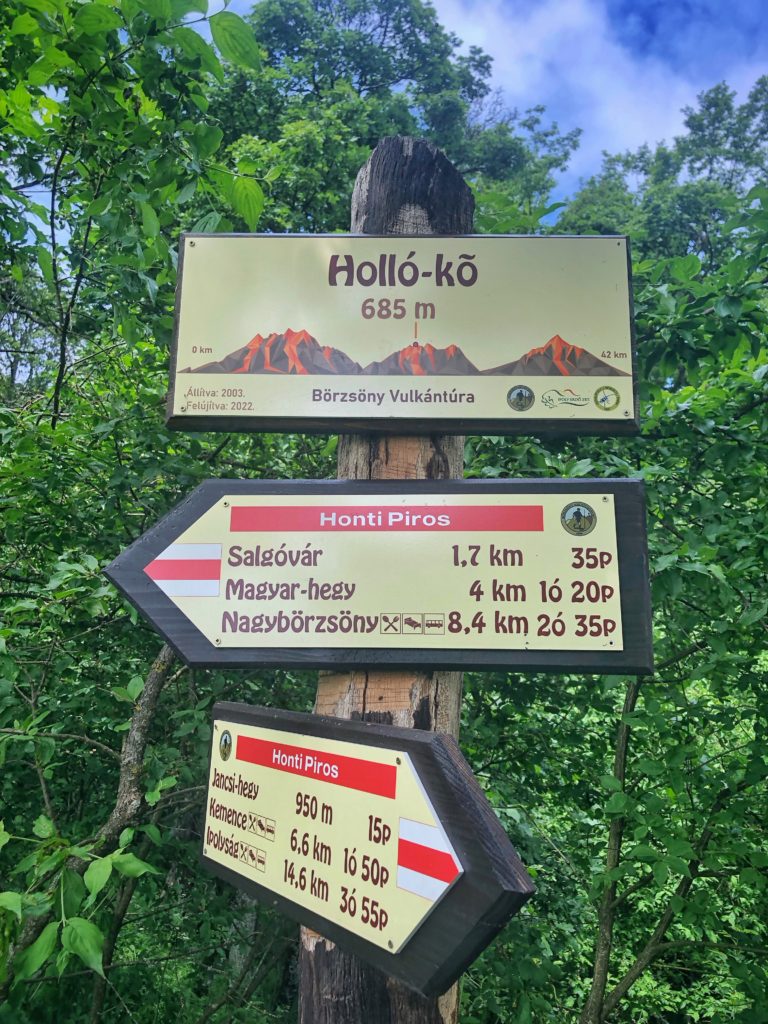 Holló-kõ
685 m
0 km
42 km
Állítva: 2003.
Felújítva: 2022.
Börzsöny Vulkántúra
Honti Piros
Salgóvár 1,7 km 35p
Magyar-hegy 4 km 1ó 20p
Nagybörzsöny 8,4 km 2ó 35p
Honti Piros
Jancsi-hegy 950 m 15p
Kemence 6,6 km 1ó 50p
Ipolyság 14,6 km 3ó 55p